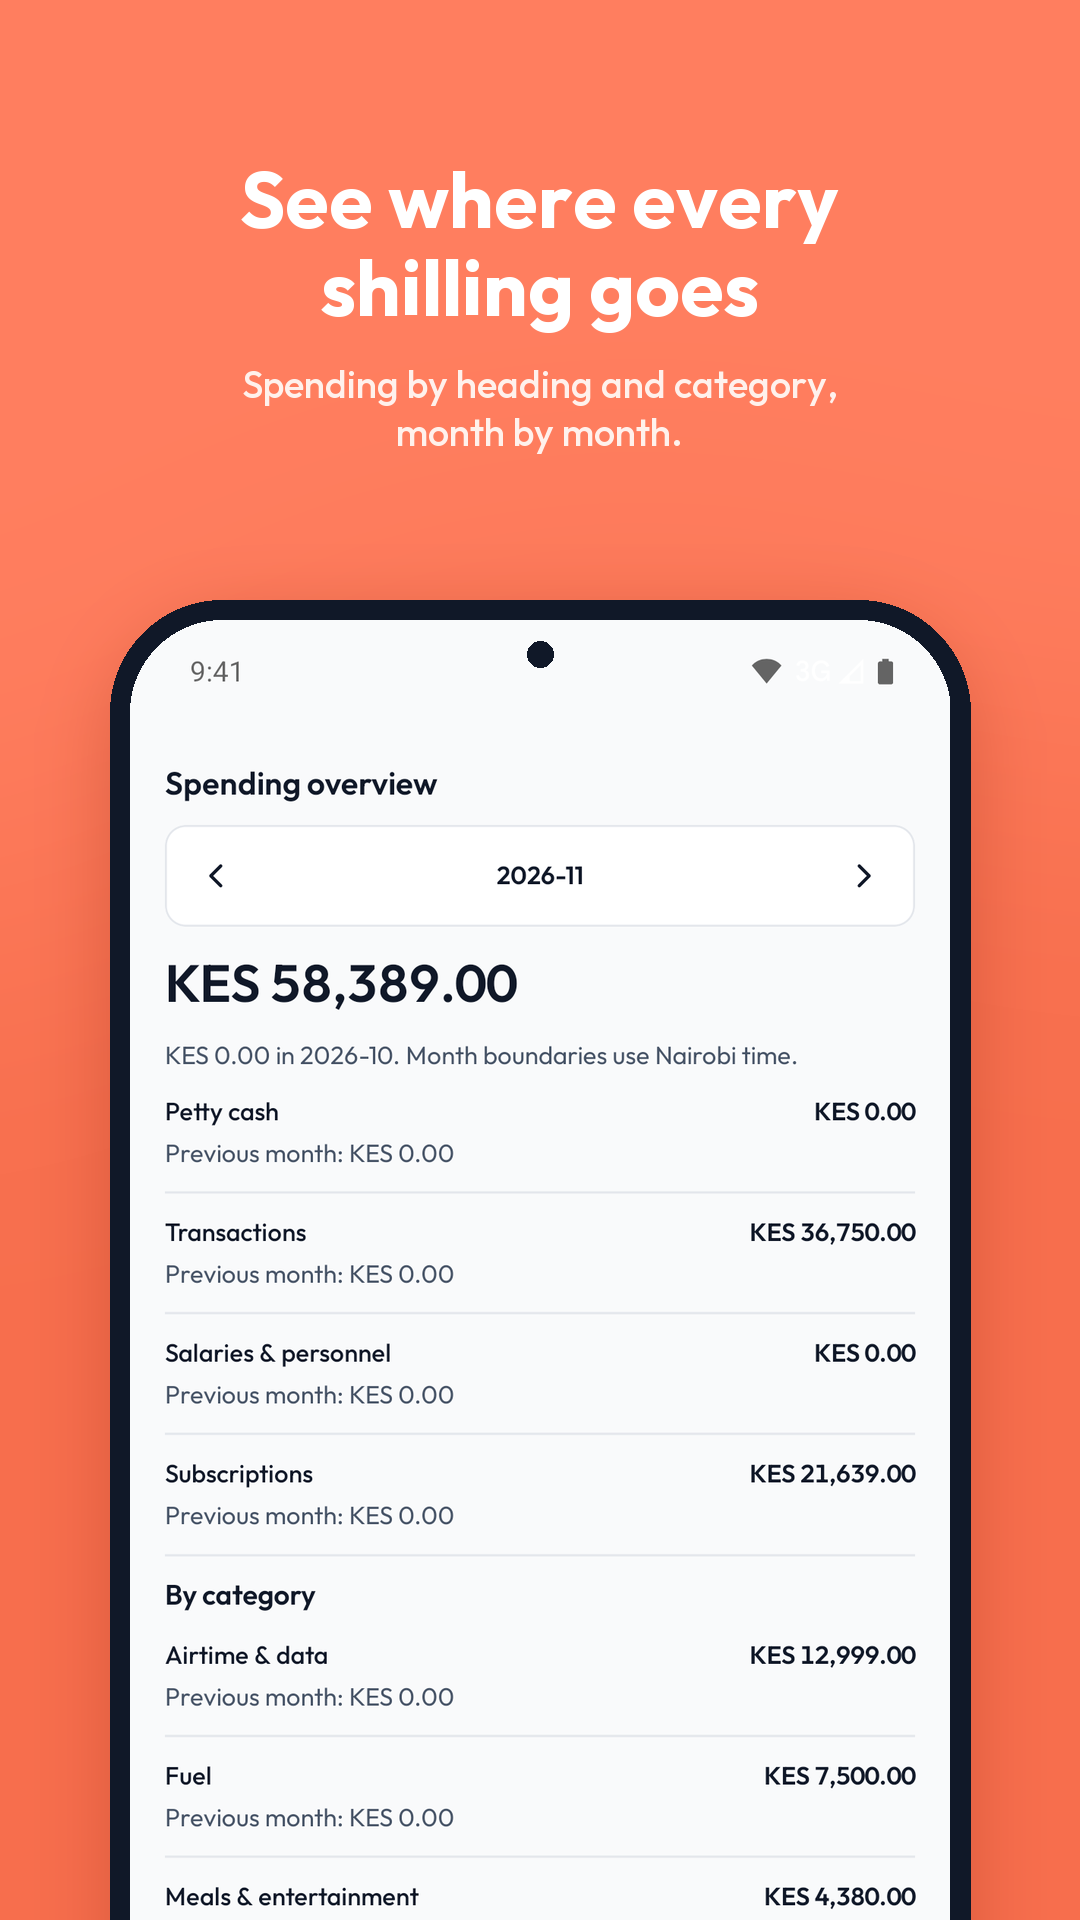 See where every
shilling goes
Spending by heading and category,
month by month.
9:41 3G
Spending overview
2026-11
KES 58,389.00
KES 0.00 in 2026-10. Month boundaries use Nairobi time.
Petty cash KES 0.00
Previous month: KES 0.00
Transactions KES 36,750.00
Previous month: KES 0.00
Salaries & personnel KES 0.00
Previous month: KES 0.00
Subscriptions KES 21,639.00
Previous month: KES 0.00
By category
Airtime & data KES 12,999.00
Previous month: KES 0.00
Fuel KES 7,500.00
Previous month: KES 0.00
Meals & entertainment KES 4,380.00